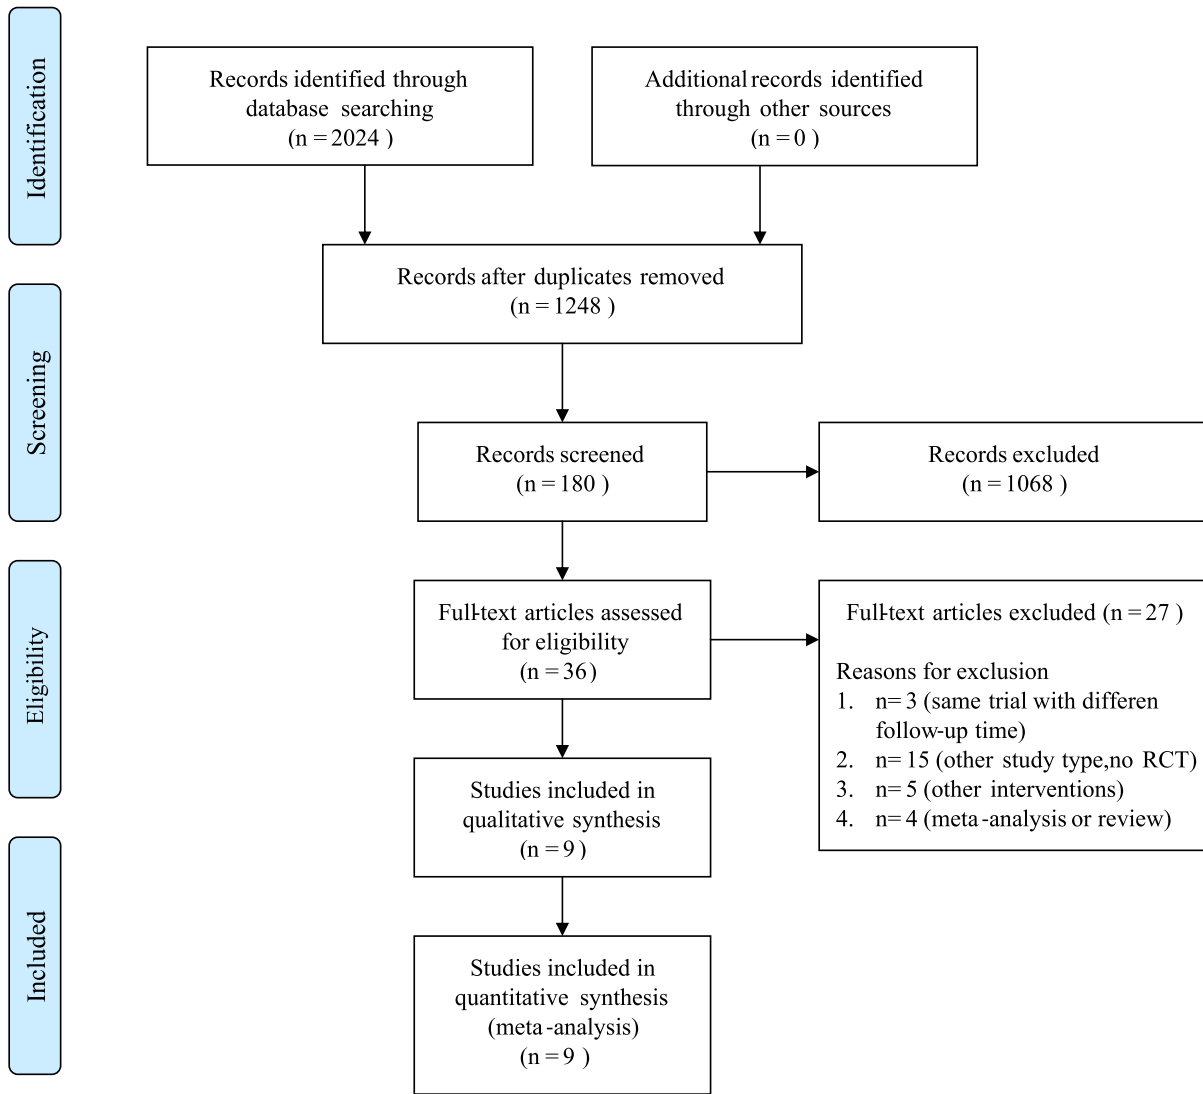 Identification
Records identified through
database searching
(n = 2024 )
Additional records identified
through other sources
(n = 0 )
Records after duplicates removed
(n = 1248 )
Screening
Records screened
(n = 180 )
Records excluded
(n = 1068 )
Eligibility
Full-text articles assessed
for eligibility
(n = 36)
Full-text articles excluded (n = 27 )
Reasons for exclusion
1. n= 3 (same trial with differen
follow-up time)
2. n= 15 (other study type,no RCT)
3. n= 5 (other interventions)
4. n= 4 (meta-analysis or review)
Studies included in
qualitative synthesis
(n = 9 )
Included
Studies included in
quantitative synthesis
(meta-analysis)
(n = 9 )